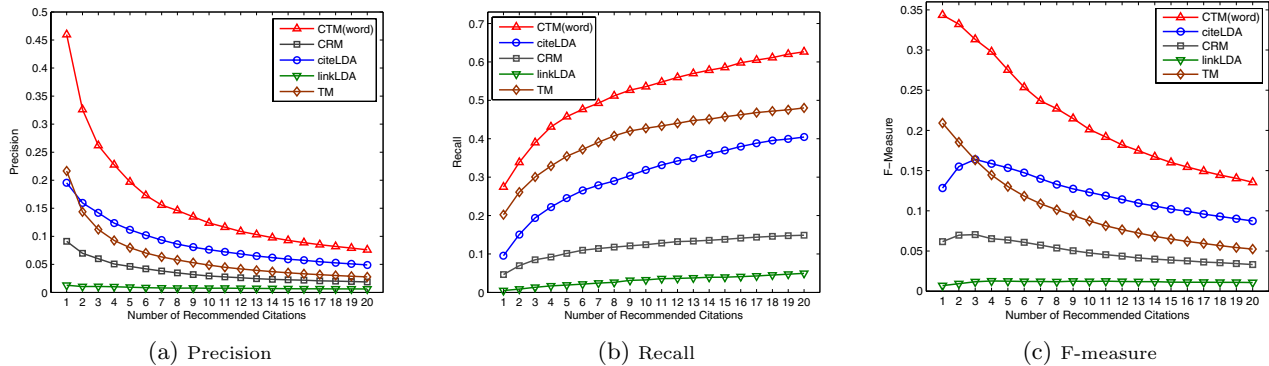 0.5
0.45
0.4
0.35
0.3
0.25
0.2
0.15
0.1
0.05
0
Precision
CTM(word)
CRM
citeLDA
linkLDA
TM
1 2 3 4 5 6 7 8 9 10 11 12 13 14 15 16 17 18 19 20
Number of Recommended Citations
(a) Precision
0.7
0.6
0.5
0.4
0.3
0.2
0.1
0
Recall
CTM(word)
citeLDA
CRM
linkLDA
TM
1 2 3 4 5 6 7 8 9 10 11 12 13 14 15 16 17 18 19 20
Number of Recommended Citations
(b) Recall
0.35
0.3
0.25
0.2
0.15
0.1
0.05
0
F−Measure
CTM(word)
citeLDA
CRM
linkLDA
TM
1 2 3 4 5 6 7 8 9 10 11 12 13 14 15 16 17 18 19 20
Number of Recommended Citations
(c) F-measure